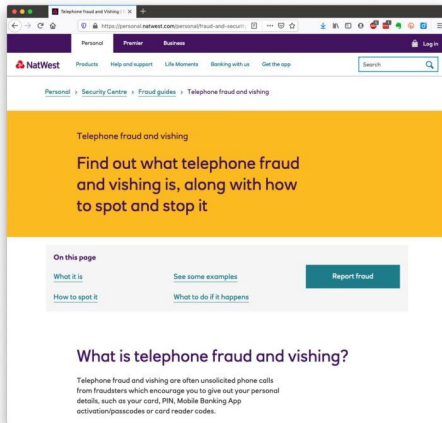 Telephone fraud and Vishing |
https://personal.natwest.com/personal/fraud-and-securi
Personal Premier Business Log in
NatWest Products Help and support Life Moments Banking with us Get the app Search
Personal > Security Centre > Fraud guides > Telephone fraud and vishing
Telephone fraud and vishing
Find out what telephone fraud
and vishing is, along with how
to spot and stop it
On this page
What it is See some examples Report fraud
How to spot it What to do if it happens
What is telephone fraud and vishing?
Telephone fraud and vishing are often unsolicited phone calls
from fraudsters which encourage you to give out your personal
details, such as your card, PIN, Mobile Banking App
activation/passcodes or card reader codes.